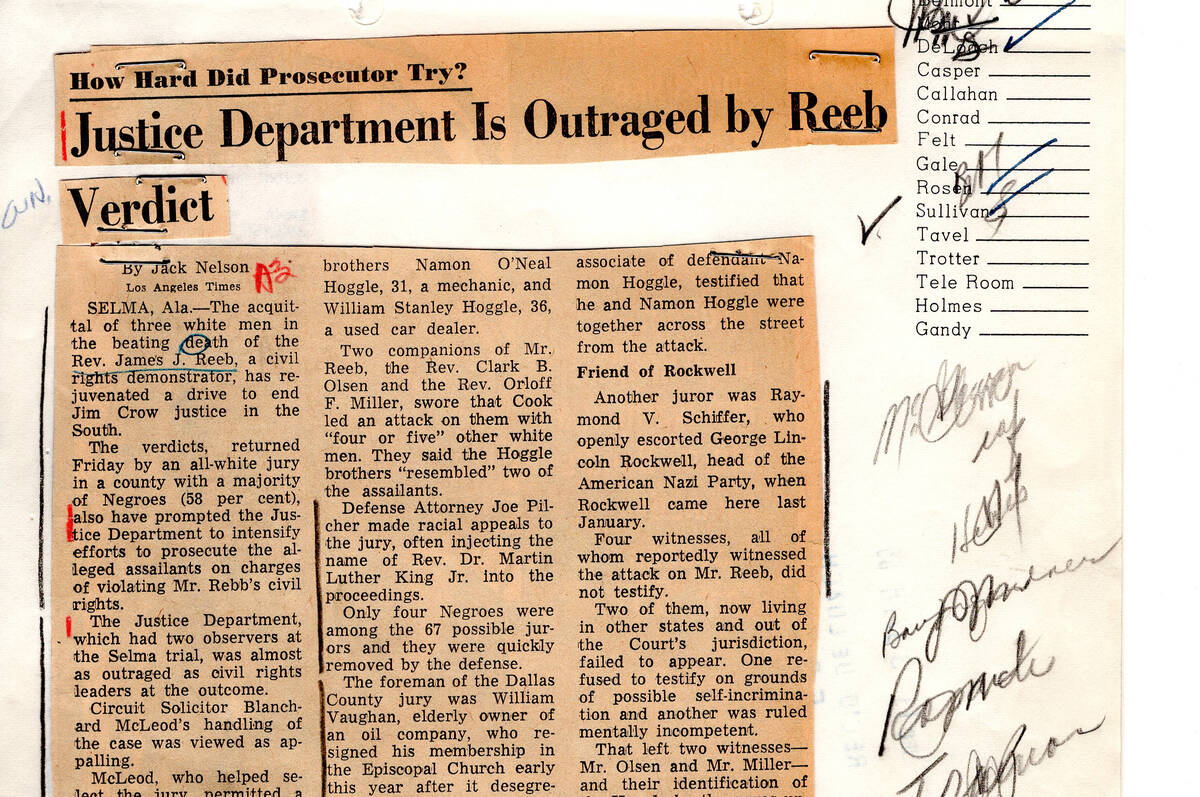 How Hard Did Prosecutor Try?
Justice Department Is Outraged by Reeb
Verdict
By Jack Nelson
A3
Los Angeles Times
SELMA, Ala.—The acquit-
tal of three white men in
the beating death of the
Rev. James J. Reeb, a civil
rights demonstrator, has re-
juvenated a drive to end
Jim Crow justice in the
South.
The verdicts, returned
Friday by an all-white jury
in a county with a majority
of Negroes (58 per cent),
also have prompted the Jus-
tice Department to intensify
efforts to prosecute the al-
leged assailants on charges
of violating Mr. Rebb's civil
rights.
The Justice Department,
which had two observers at
the Selma trial, was almost
as outraged as civil rights
leaders at the outcome.
Circuit Solicitor Blanch-
ard McLeod's handling of
the case was viewed as ap-
palling.
McLeod, who helped se-
lect the jury, permitted a
brothers Namon O'Neal
Hoggle, 31, a mechanic, and
William Stanley Hoggle, 36,
a used car dealer.
Two companions of Mr.
Reeb, the Rev. Clark B.
Olsen and the Rev. Orloff
F. Miller, swore that Cook
led an attack on them with
"four or five" other white
men. They said the Hoggle
brothers "resembled" two of
the assailants.
Defense Attorney Joe Pil-
cher made racial appeals to
the jury, often injecting the
name of Rev. Dr. Martin
Luther King Jr. into the
proceedings.
Only four Negroes were
among the 67 possible jur-
ors and they were quickly
removed by the defense.
The foreman of the Dallas
County jury was William
Vaughan, elderly owner of
an oil company, who re-
signed his membership in
the Episcopal Church early
this year after it desegre-
associate of defendant Na-
mon Hoggle, testified that
he and Namon Hoggle were
together across the street
from the attack.
Friend of Rockwell
Another juror was Ray-
mond V. Schiffer, who
openly escorted George Lin-
coln Rockwell, head of the
American Nazi Party, when
Rockwell came here last
January.
Four witnesses, all of
whom reportedly witnessed
the attack on Mr. Reeb, did
not testify.
Two of them, now living
in other states and out of
the Court's jurisdiction,
failed to appear. One re-
fused to testify on grounds
of possible self-incrimina-
tion and another was ruled
mentally incompetent.
That left two witnesses—
Mr. Olsen and Mr. Miller—
and their identification of
Belmont
Mohr
DeLoach
Casper
Callahan
Conrad
Felt
Gale
Rosen
Sullivan
Tavel
Trotter
Tele Room
Holmes
Gandy